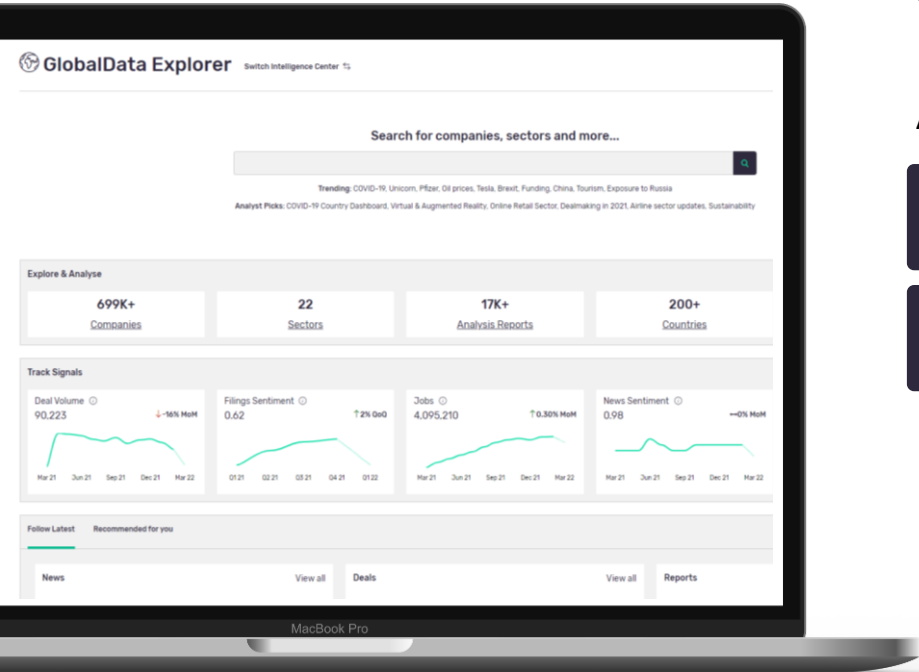 GlobalData Explorer Switch Intelligence Center
Search for companies, sectors and more...
Trending: COVID-19, Unicorn, Pfizer, Oil prices, Tesla, Brexit, Funding, China, Tourism, Exposure to Russia
Analyst Picks: COVID-19 Country Dashboard, Virtual & Augmented Reality, Online Retail Sector, Dealmaking in 2021, Airline sector updates, Sustainability
Explore & Analyse
699K+ 22 17K+ 200+
Companies Sectors Analysis Reports Countries
Track Signals
Deal Volume Filings Sentiment Jobs News Sentiment
90,223 ↓-16% MoM 0.62 ↑2% QoQ 4,095,210 ↑0.30% MoM 0.98 0% MoM
Mar 21 Jun 21 Sep 21 Dec 21 Mar 22 Q1 21 Q2 21 Q3 21 Q4 21 Q1 22 Mar 21 Jun 21 Sep 21 Dec 21 Mar 22 Mar 21 Jun 21 Sep 21 Dec 21 Mar 22
Follow Latest Recommended for you
News View all Deals View all Reports
MacBook Pro